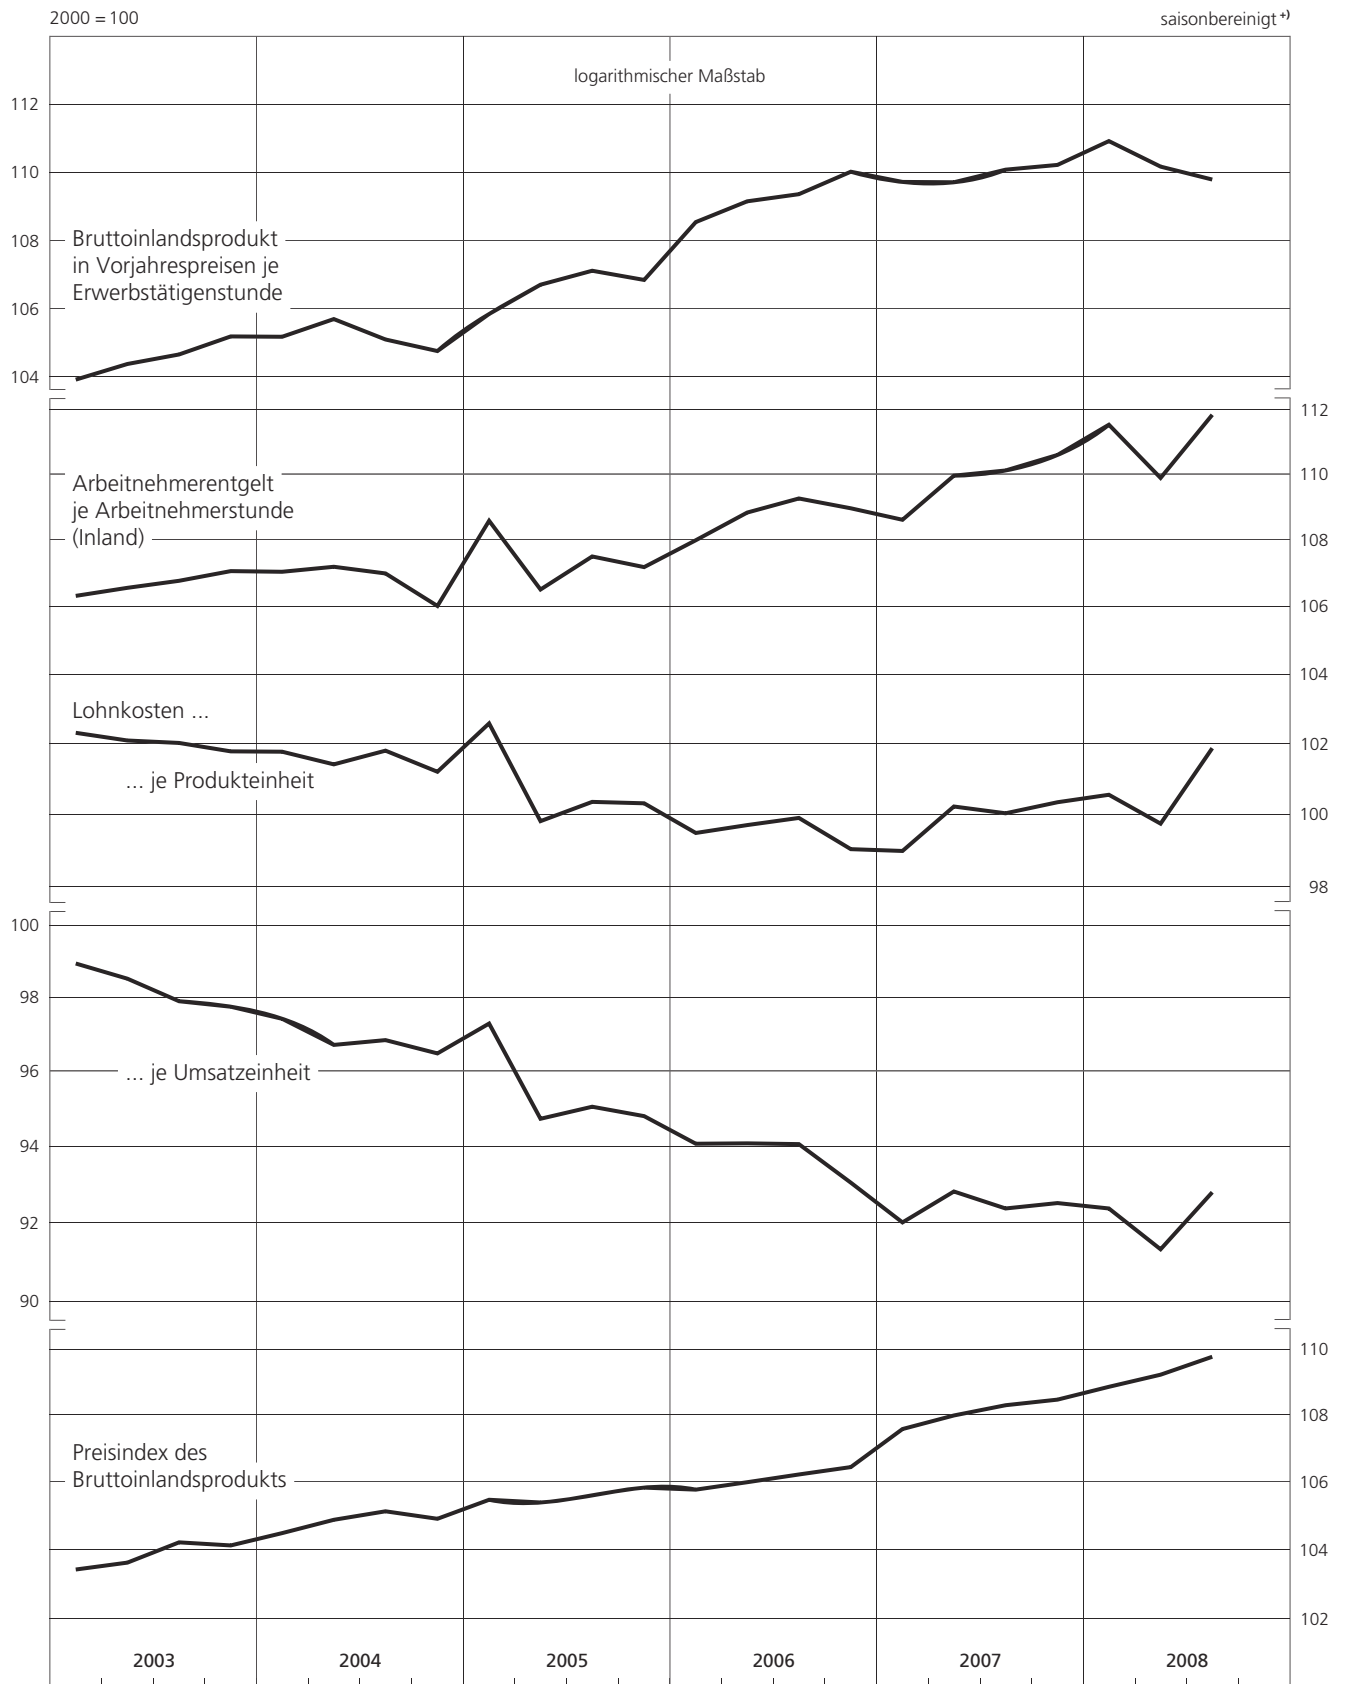 2000 = 100
saisonbereinigt +)
logarithmischer Maßstab
112
110
108
106
104
Bruttoinlandsprodukt
in Vorjahrespreisen je
Erwerbstätigenstunde
112
110
108
106
104
102
100
98
Arbeitnehmerentgelt
je Arbeitnehmerstunde
(Inland)
Lohnkosten ...
... je Produkteinheit
100
98
96
94
92
90
... je Umsatzeinheit
110
108
106
104
102
Preisindex des
Bruttoinlandsprodukts
2003 2004 2005 2006 2007 2008